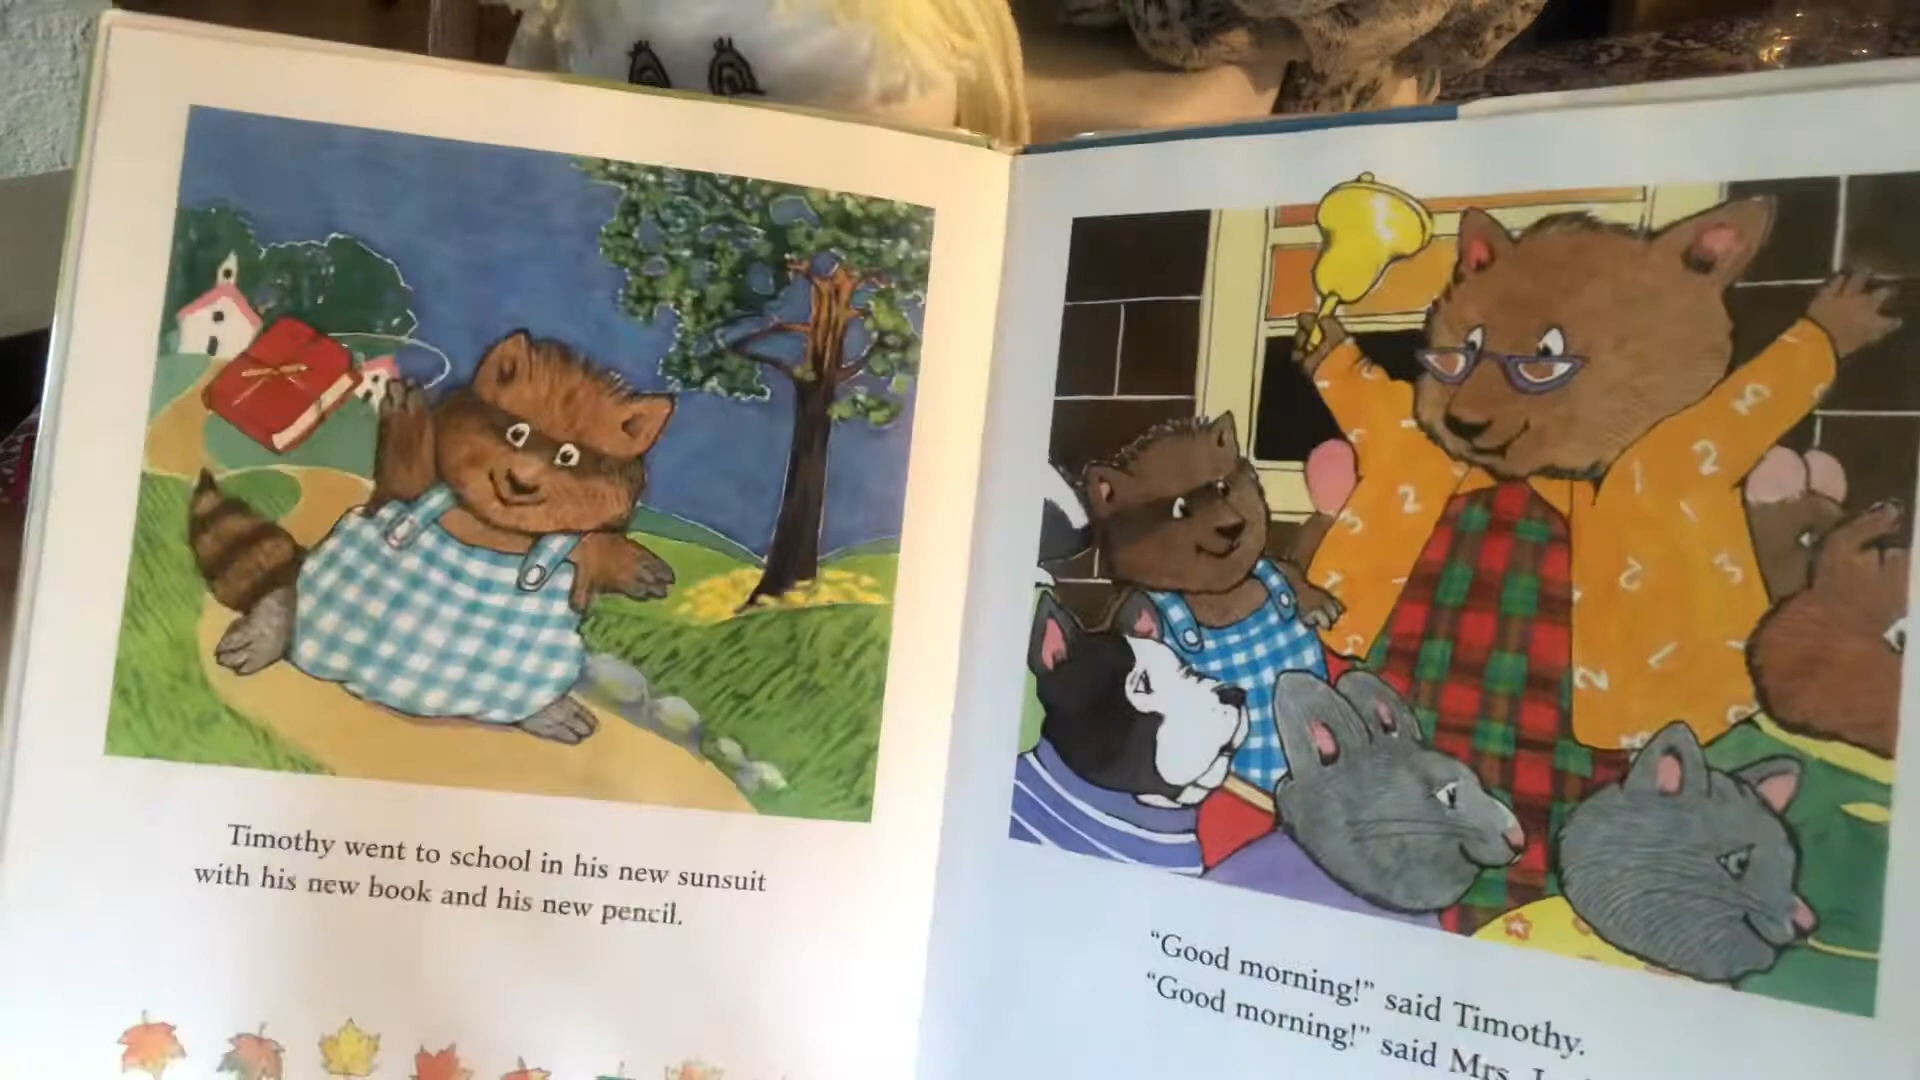 Timothy went to school in his new sunsuit
with his new book and his new pencil.
“Good morning!” said Timothy.
“Good morning!” said Mrs.